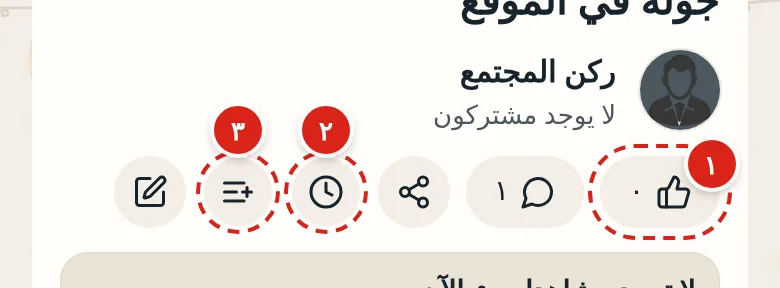 جولة في الموقع
ركن المجتمع
لا يوجد مشتركون
١
٢
٣
٠
١